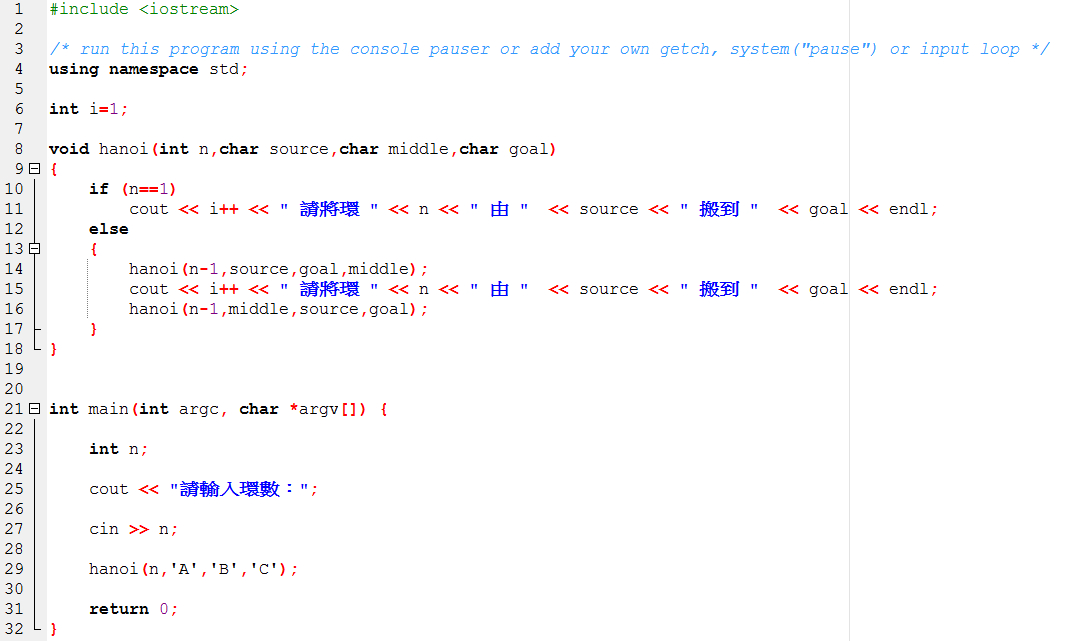 1 #include <iostream>
2
3 /* run this program using the console pauser or add your own getch, system("pause") or input loop */
4 using namespace std;
5
6 int i=1;
7
8 void hanoi(int n,char source,char middle,char goal)
9 {
10 if (n==1)
11 cout << i++ << " 請將環 " << n << " 由 "  << source << " 搬到 "  << goal << endl;
12 else
13 {
14 hanoi(n-1,source,goal,middle);
15 cout << i++ << " 請將環 " << n << " 由 "  << source << " 搬到 "  << goal << endl;
16 hanoi(n-1,middle,source,goal);
17 }
18 }
19
20
21 int main(int argc, char *argv[]) {
22
23 int n;
24
25 cout << "請輸入環數：";
26
27 cin >> n;
28
29 hanoi(n,'A','B','C');
30
31 return 0;
32 }